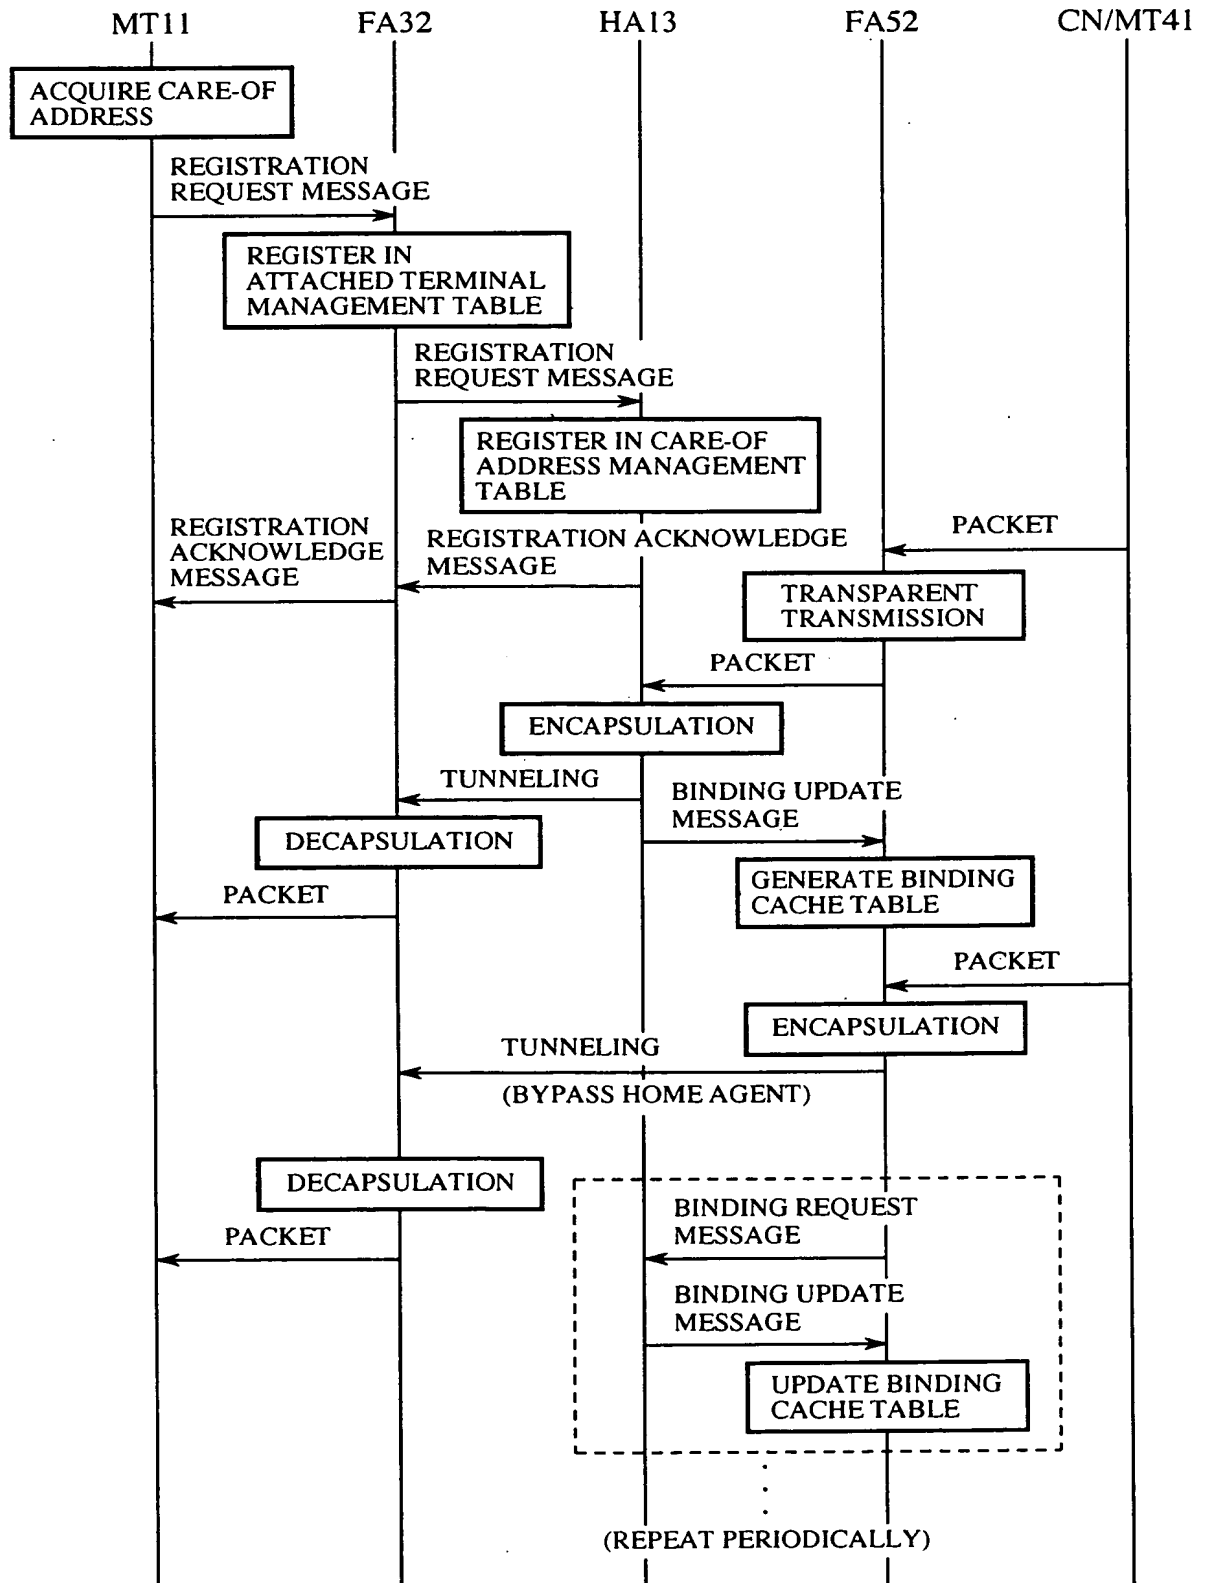 MT11 FA32 HA13 FA52 CN/MT41
ACQUIRE CARE-OF
ADDRESS
REGISTRATION
REQUEST MESSAGE
REGISTER IN
ATTACHED TERMINAL
MANAGEMENT TABLE
REGISTRATION
REQUEST MESSAGE
REGISTER IN CARE-OF
ADDRESS MANAGEMENT
TABLE
REGISTRATION
ACKNOWLEDGE
MESSAGE
REGISTRATION ACKNOWLEDGE
MESSAGE
PACKET
TRANSPARENT
TRANSMISSION
PACKET
ENCAPSULATION
TUNNELING
BINDING UPDATE
MESSAGE
DECAPSULATION
GENERATE BINDING
CACHE TABLE
PACKET
PACKET
ENCAPSULATION
TUNNELING
(BYPASS HOME AGENT)
DECAPSULATION
PACKET
BINDING REQUEST
MESSAGE
BINDING UPDATE
MESSAGE
UPDATE BINDING
CACHE TABLE
(REPEAT PERIODICALLY)